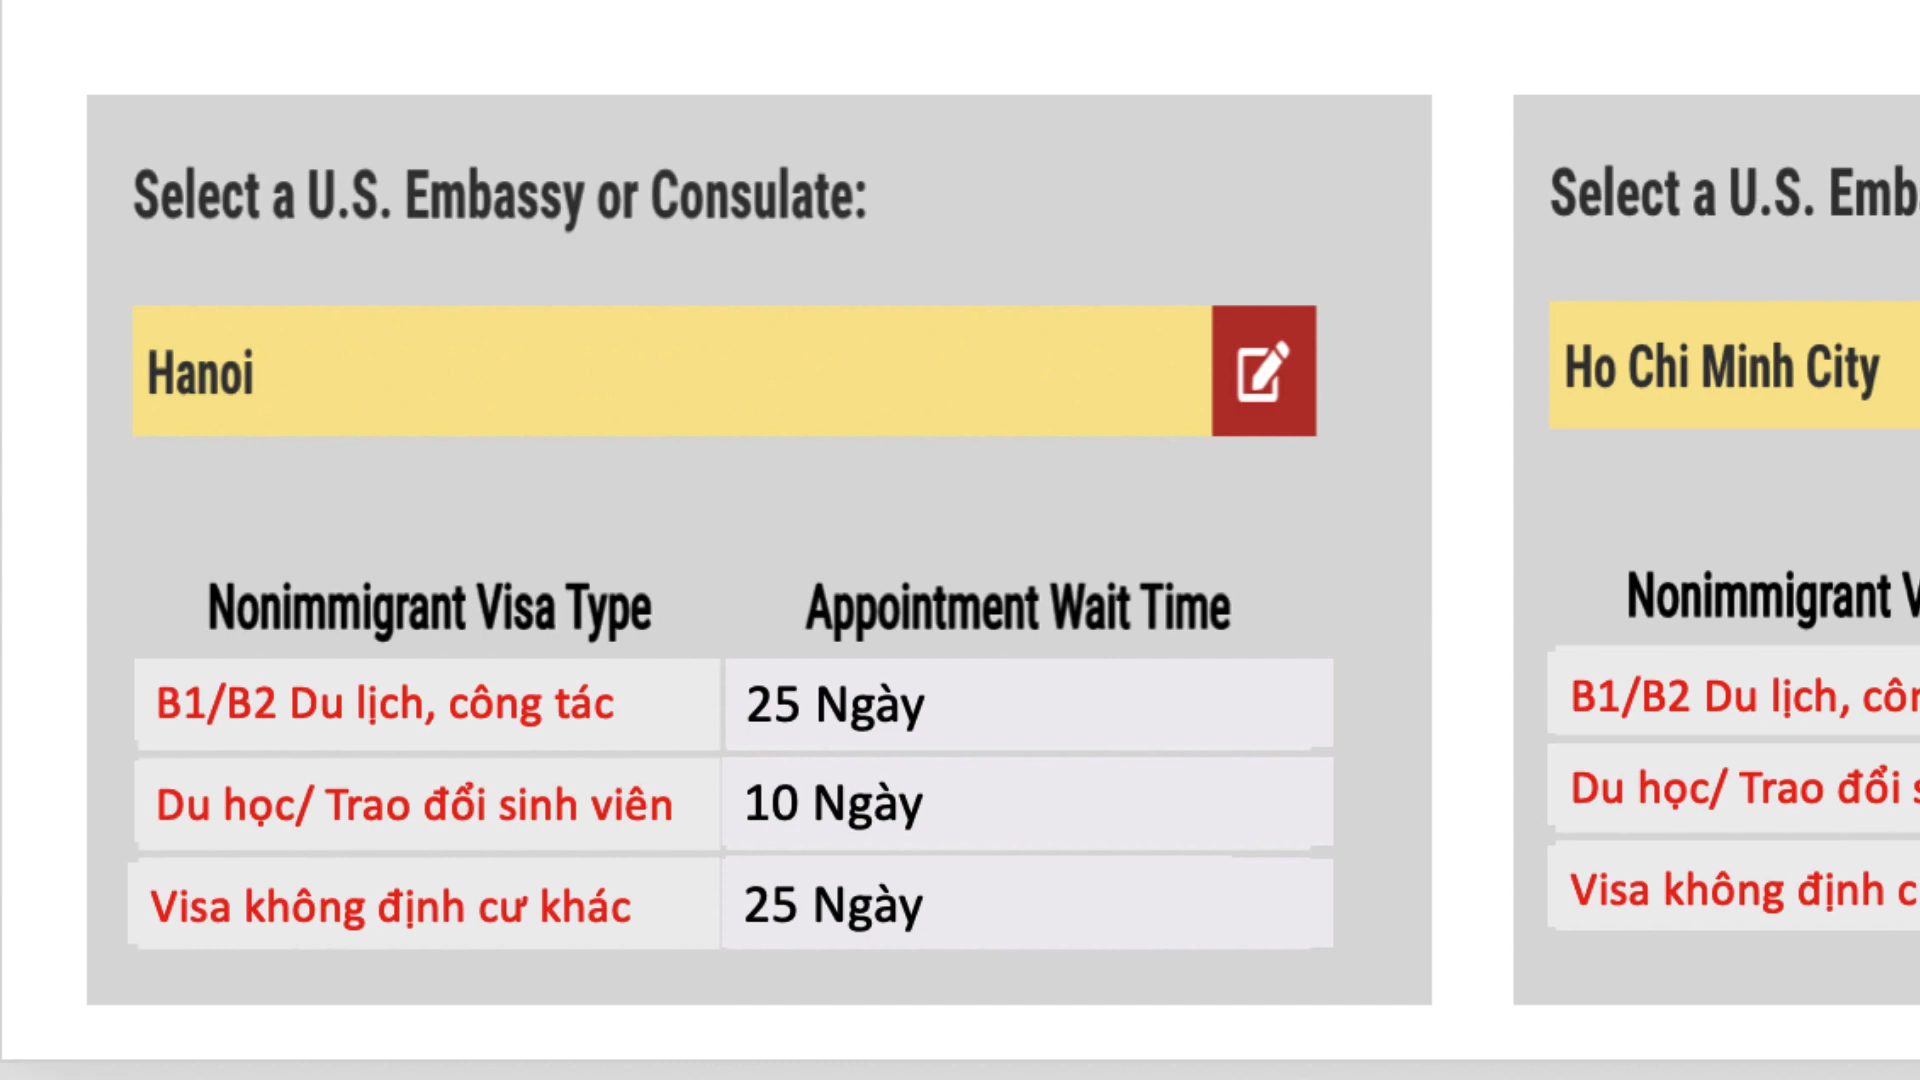 Select a U.S. Embassy or Consulate:
Hanoi
Nonimmigrant Visa Type Appointment Wait Time
B1/B2 Du lịch, công tác 25 Ngày
Du học/ Trao đổi sinh viên 10 Ngày
Visa không định cư khác 25 Ngày
Select a U.S.
Ho Chi Minh City
Nonimmigrant
B1/B2 Du lịch,
Du học/ Trao đổi
Visa không định